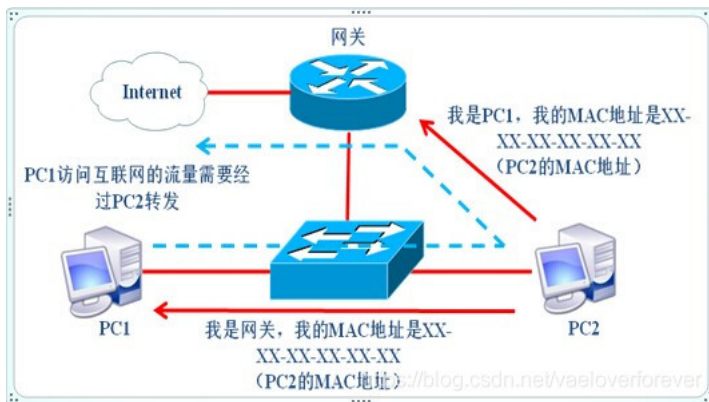 网关
Internet
我是PC1，我的MAC地址是XX-
XX-XX-XX-XX-XX
（PC2的MAC地址）
PC1访问互联网的流量需要经
过PC2转发
PC1
PC2
我是网关，我的MAC地址是XX-
XX-XX-XX-XX-XX
（PC2的MAC地址）
https://blog.csdn.net/vaeloverforever